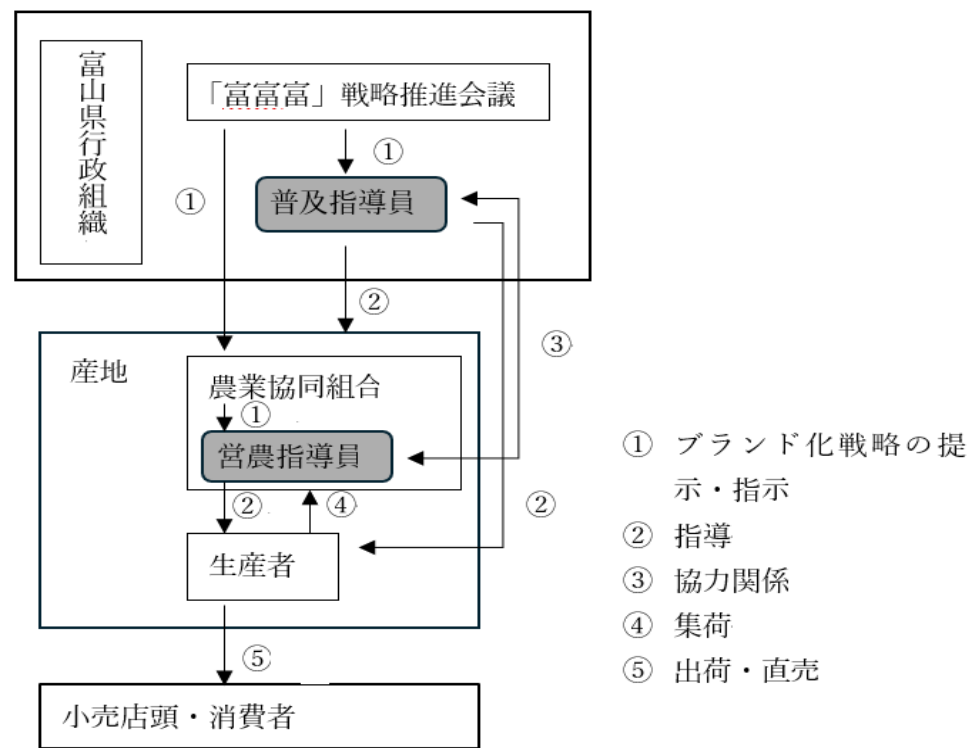 富山県行政組織
「富富富」戦略推進会議
①
①
普及指導員
②
③
産地
農業協同組合
①
営農指導員
②
④
②
生産者
⑤
小売店頭・消費者
① ブランド化戦略の提
示・指示
② 指導
③ 協力関係
④ 集荷
⑤ 出荷・直売